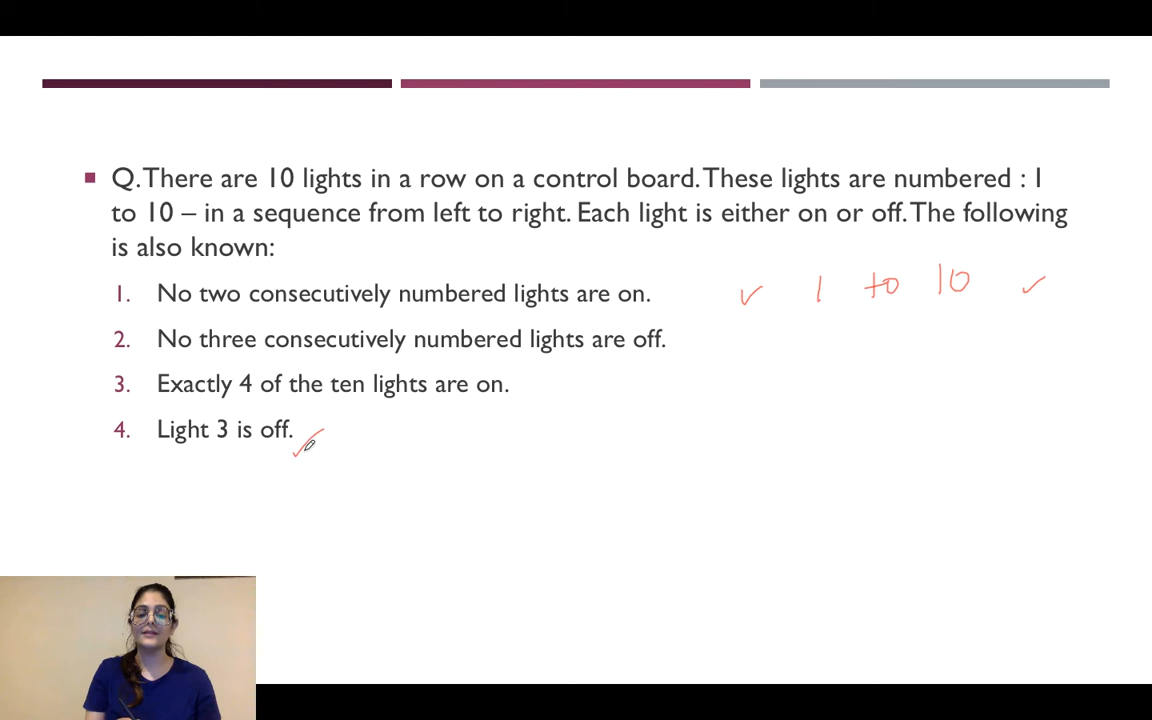 Q. There are 10 lights in a row on a control board. These lights are numbered : 1
to 10 – in a sequence from left to right. Each light is either on or off. The following
is also known:
1. No two consecutively numbered lights are on. ✓ 1 to 10 ✓
2. No three consecutively numbered lights are off.
3. Exactly 4 of the ten lights are on.
4. Light 3 is off. ✓